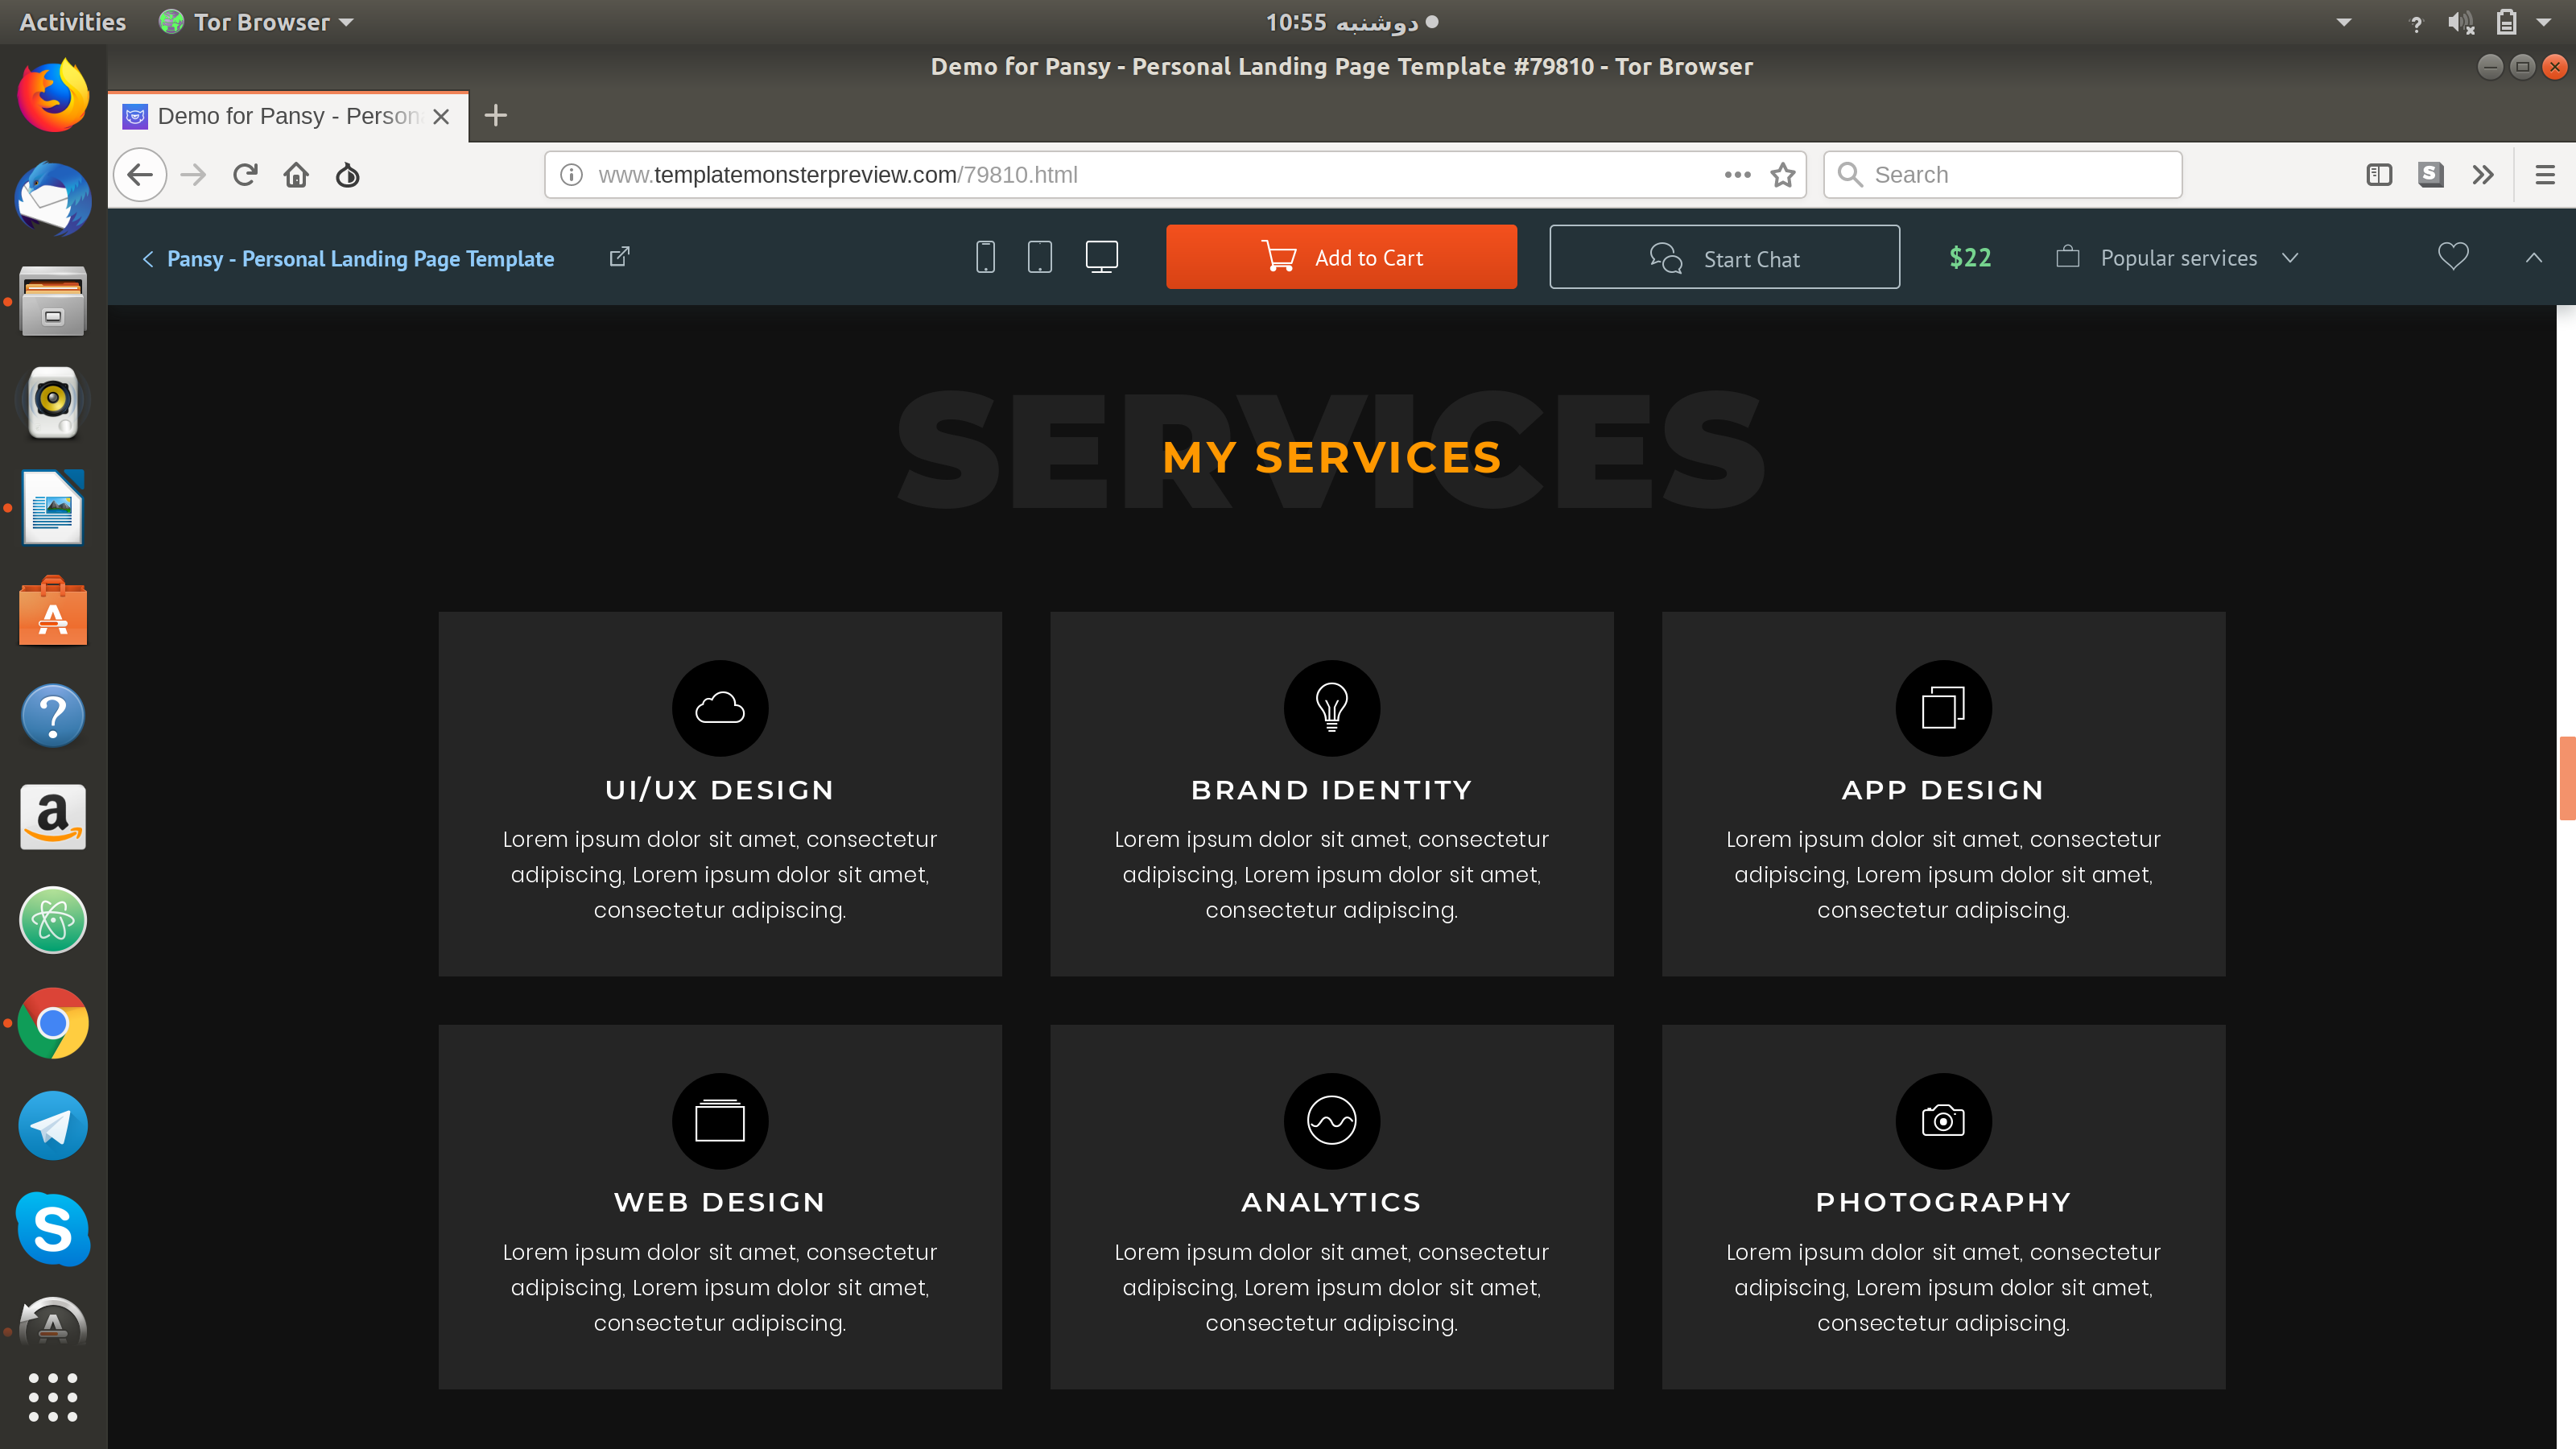 Activities
Tor Browser
دوشنبه 10:55
Demo for Pansy - Personal Landing Page Template #79810 - Tor Browser
Demo for Pansy - Person
www.templatemonsterpreview.com/79810.html
Search
Pansy - Personal Landing Page Template
Add to Cart
Start Chat
$22
Popular services
SERVICES
MY SERVICES
UI/UX DESIGN
Lorem ipsum dolor sit amet, consectetur
adipiscing, Lorem ipsum dolor sit amet,
consectetur adipiscing.
BRAND IDENTITY
Lorem ipsum dolor sit amet, consectetur
adipiscing, Lorem ipsum dolor sit amet,
consectetur adipiscing.
APP DESIGN
Lorem ipsum dolor sit amet, consectetur
adipiscing, Lorem ipsum dolor sit amet,
consectetur adipiscing.
WEB DESIGN
Lorem ipsum dolor sit amet, consectetur
adipiscing, Lorem ipsum dolor sit amet,
consectetur adipiscing.
ANALYTICS
Lorem ipsum dolor sit amet, consectetur
adipiscing, Lorem ipsum dolor sit amet,
consectetur adipiscing.
PHOTOGRAPHY
Lorem ipsum dolor sit amet, consectetur
adipiscing, Lorem ipsum dolor sit amet,
consectetur adipiscing.